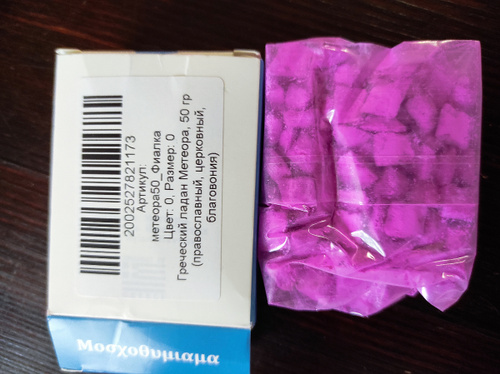 2002527821173
Артикул:
метеора50_Фиалка
Цвет: 0, Размер: 0
Греческий ладан Метеора, 50 гр
(православный, церковный,
благовония)
Μοσχοθυμιαμα